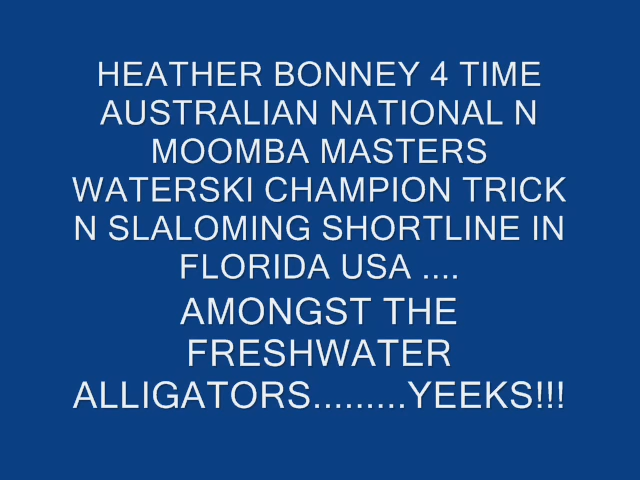 HEATHER BONNEY 4 TIME
AUSTRALIAN NATIONAL N
MOOMBA MASTERS
WATERSKI CHAMPION TRICK
N SLALOMING SHORTLINE IN
FLORIDA USA ....
AMONGST THE
FRESHWATER
ALLIGATORS.........YEEKS!!!